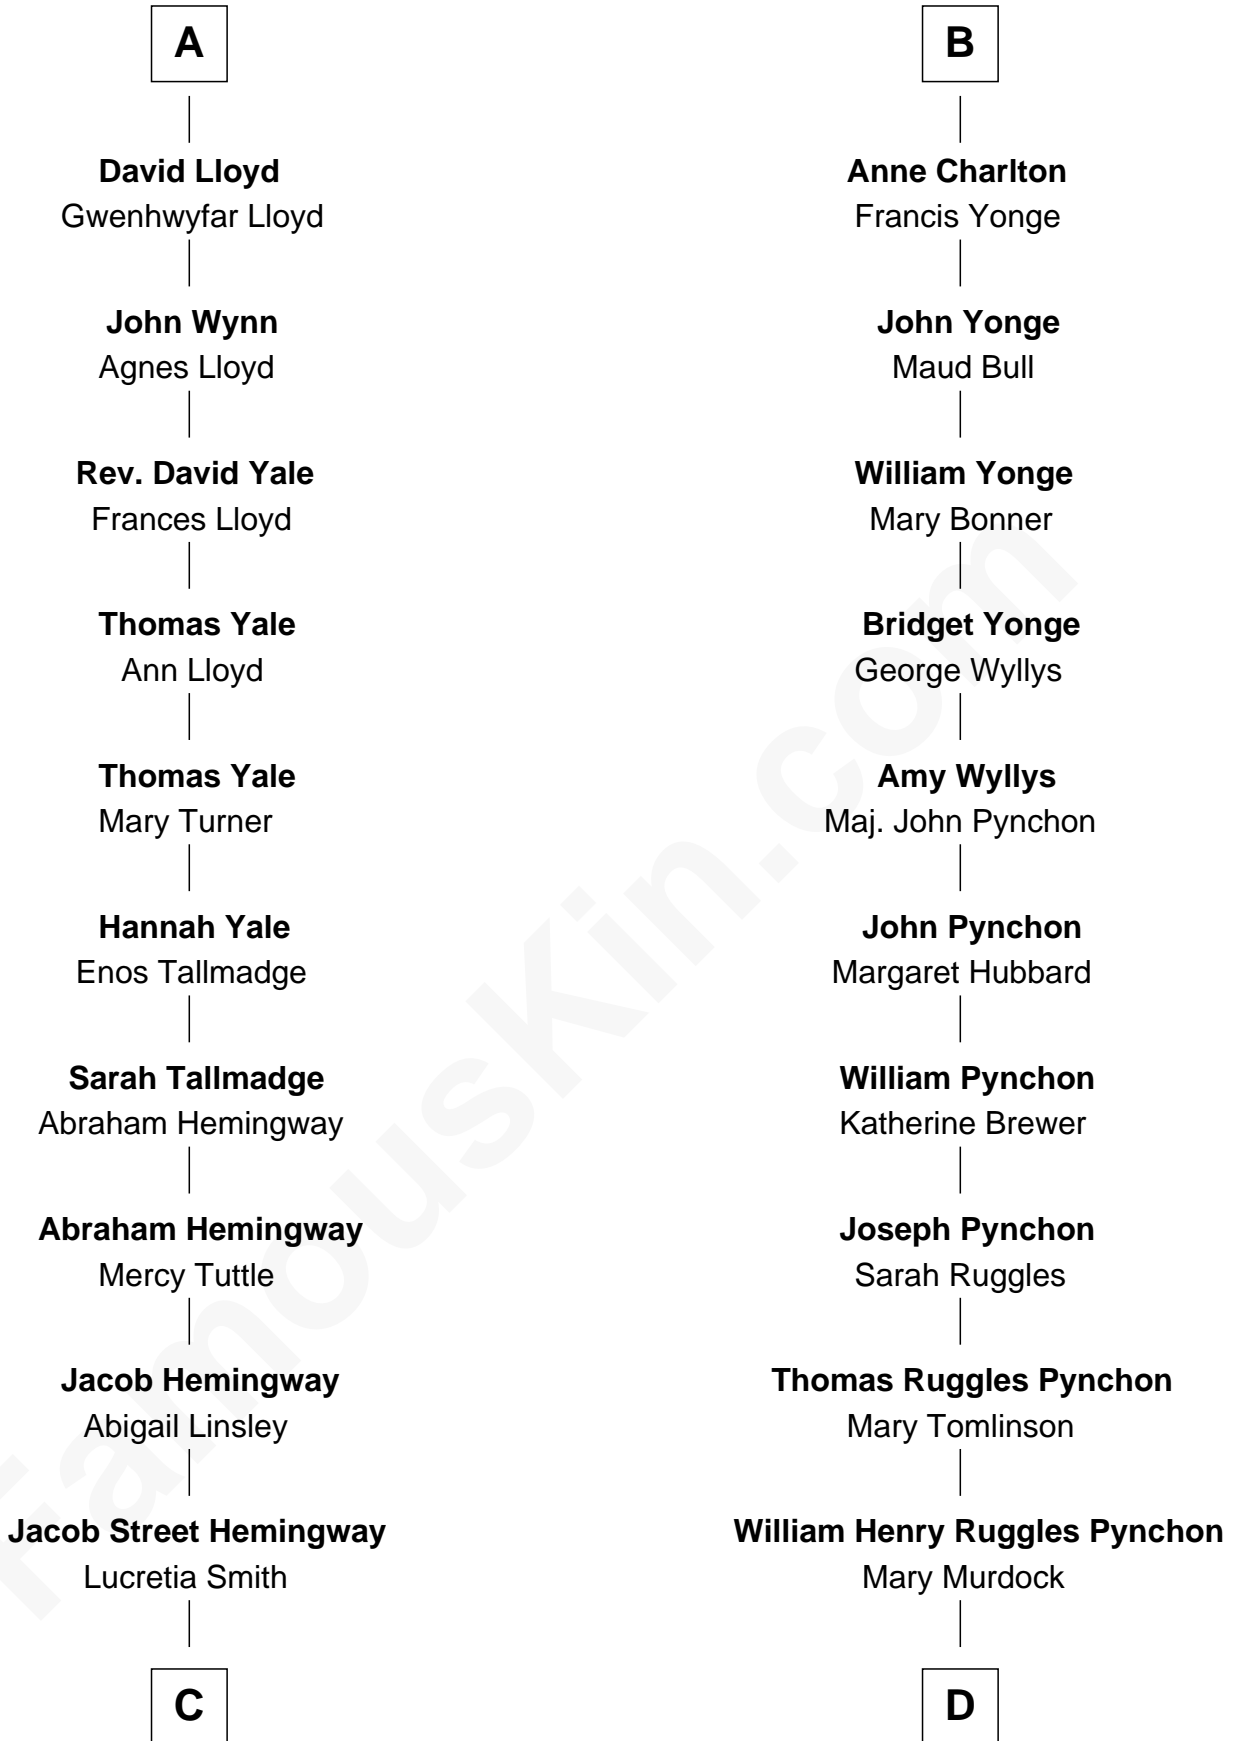 A
David Lloyd
Gwenhwyfar Lloyd
John Wynn
Agnes Lloyd
Rev. David Yale
Frances Lloyd
Thomas Yale
Ann Lloyd
Thomas Yale
Mary Turner
Hannah Yale
Enos Tallmadge
Sarah Tallmadge
Abraham Hemingway
Abraham Hemingway
Mercy Tuttle
Jacob Hemingway
Abigail Linsley
Jacob Street Hemingway
Lucretia Smith
C
B
Anne Charlton
Francis Yonge
John Yonge
Maud Bull
William Yonge
Mary Bonner
Bridget Yonge
George Wyllys
Amy Wyllys
Maj. John Pynchon
John Pynchon
Margaret Hubbard
William Pynchon
Katherine Brewer
Joseph Pynchon
Sarah Ruggles
Thomas Ruggles Pynchon
Mary Tomlinson
William Henry Ruggles Pynchon
Mary Murdock
D
FamousKin.com